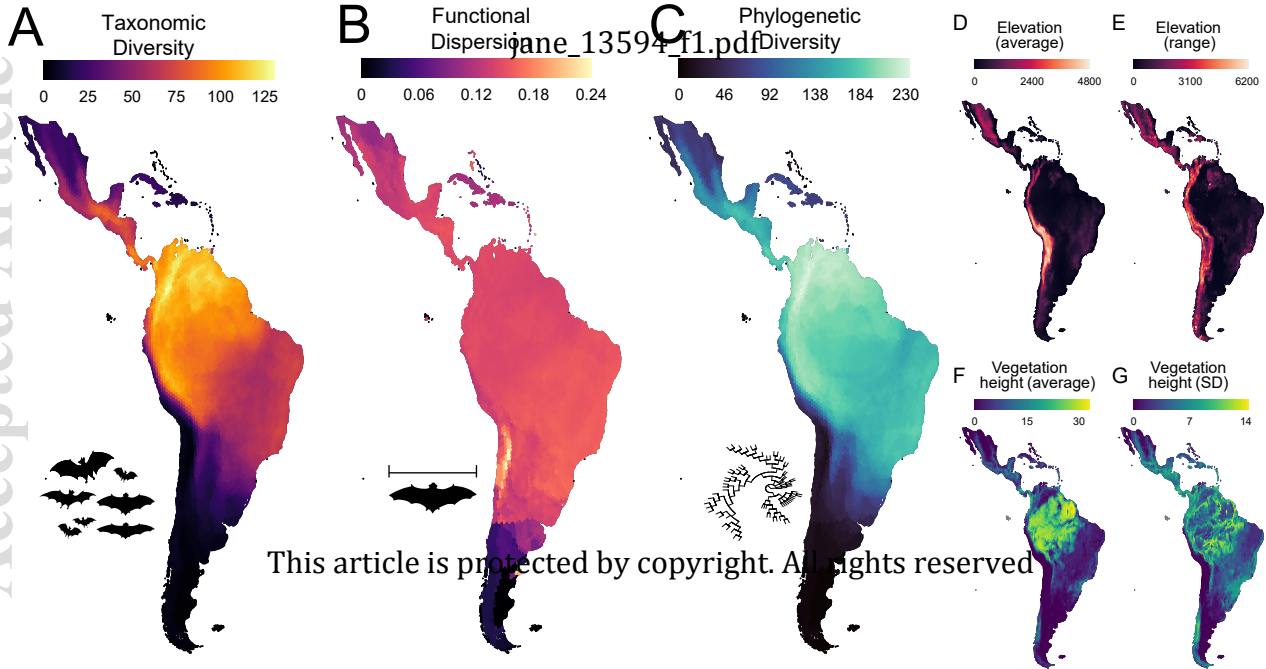 A
Taxonomic
Diversity
0 25 50 75 100 125
B
Functional
Dispersion
0 0.06 0.12 0.18 0.24
C
Phylogenetic
Diversity
0 46 92 138 184 230
jane_13594_f1.pdf
D
Elevation
(average)
0 2400 4800
E
Elevation
(range)
0 3100 6200
F
Vegetation
height (average)
0 15 30
G
Vegetation
height (SD)
0 7 14
Accepted Article
This article is protected by copyright. All rights reserved